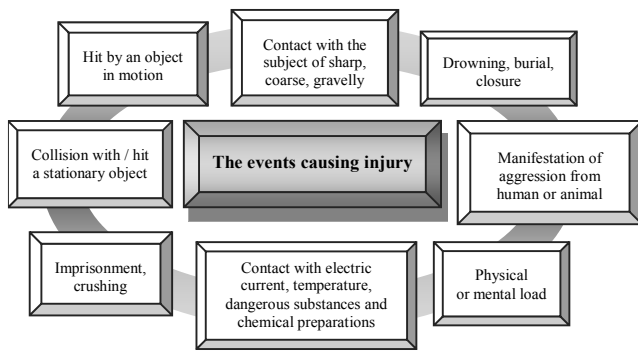 Hit by an object
in motion
Contact with the
subject of sharp,
coarse, gravelly
Drowning, burial,
closure
Collision with / hit
a stationary object
The events causing injury
Manifestation of
aggression from
human or animal
Imprisonment,
crushing
Contact with electric
current, temperature,
dangerous substances and
chemical preparations
Physical
or mental load